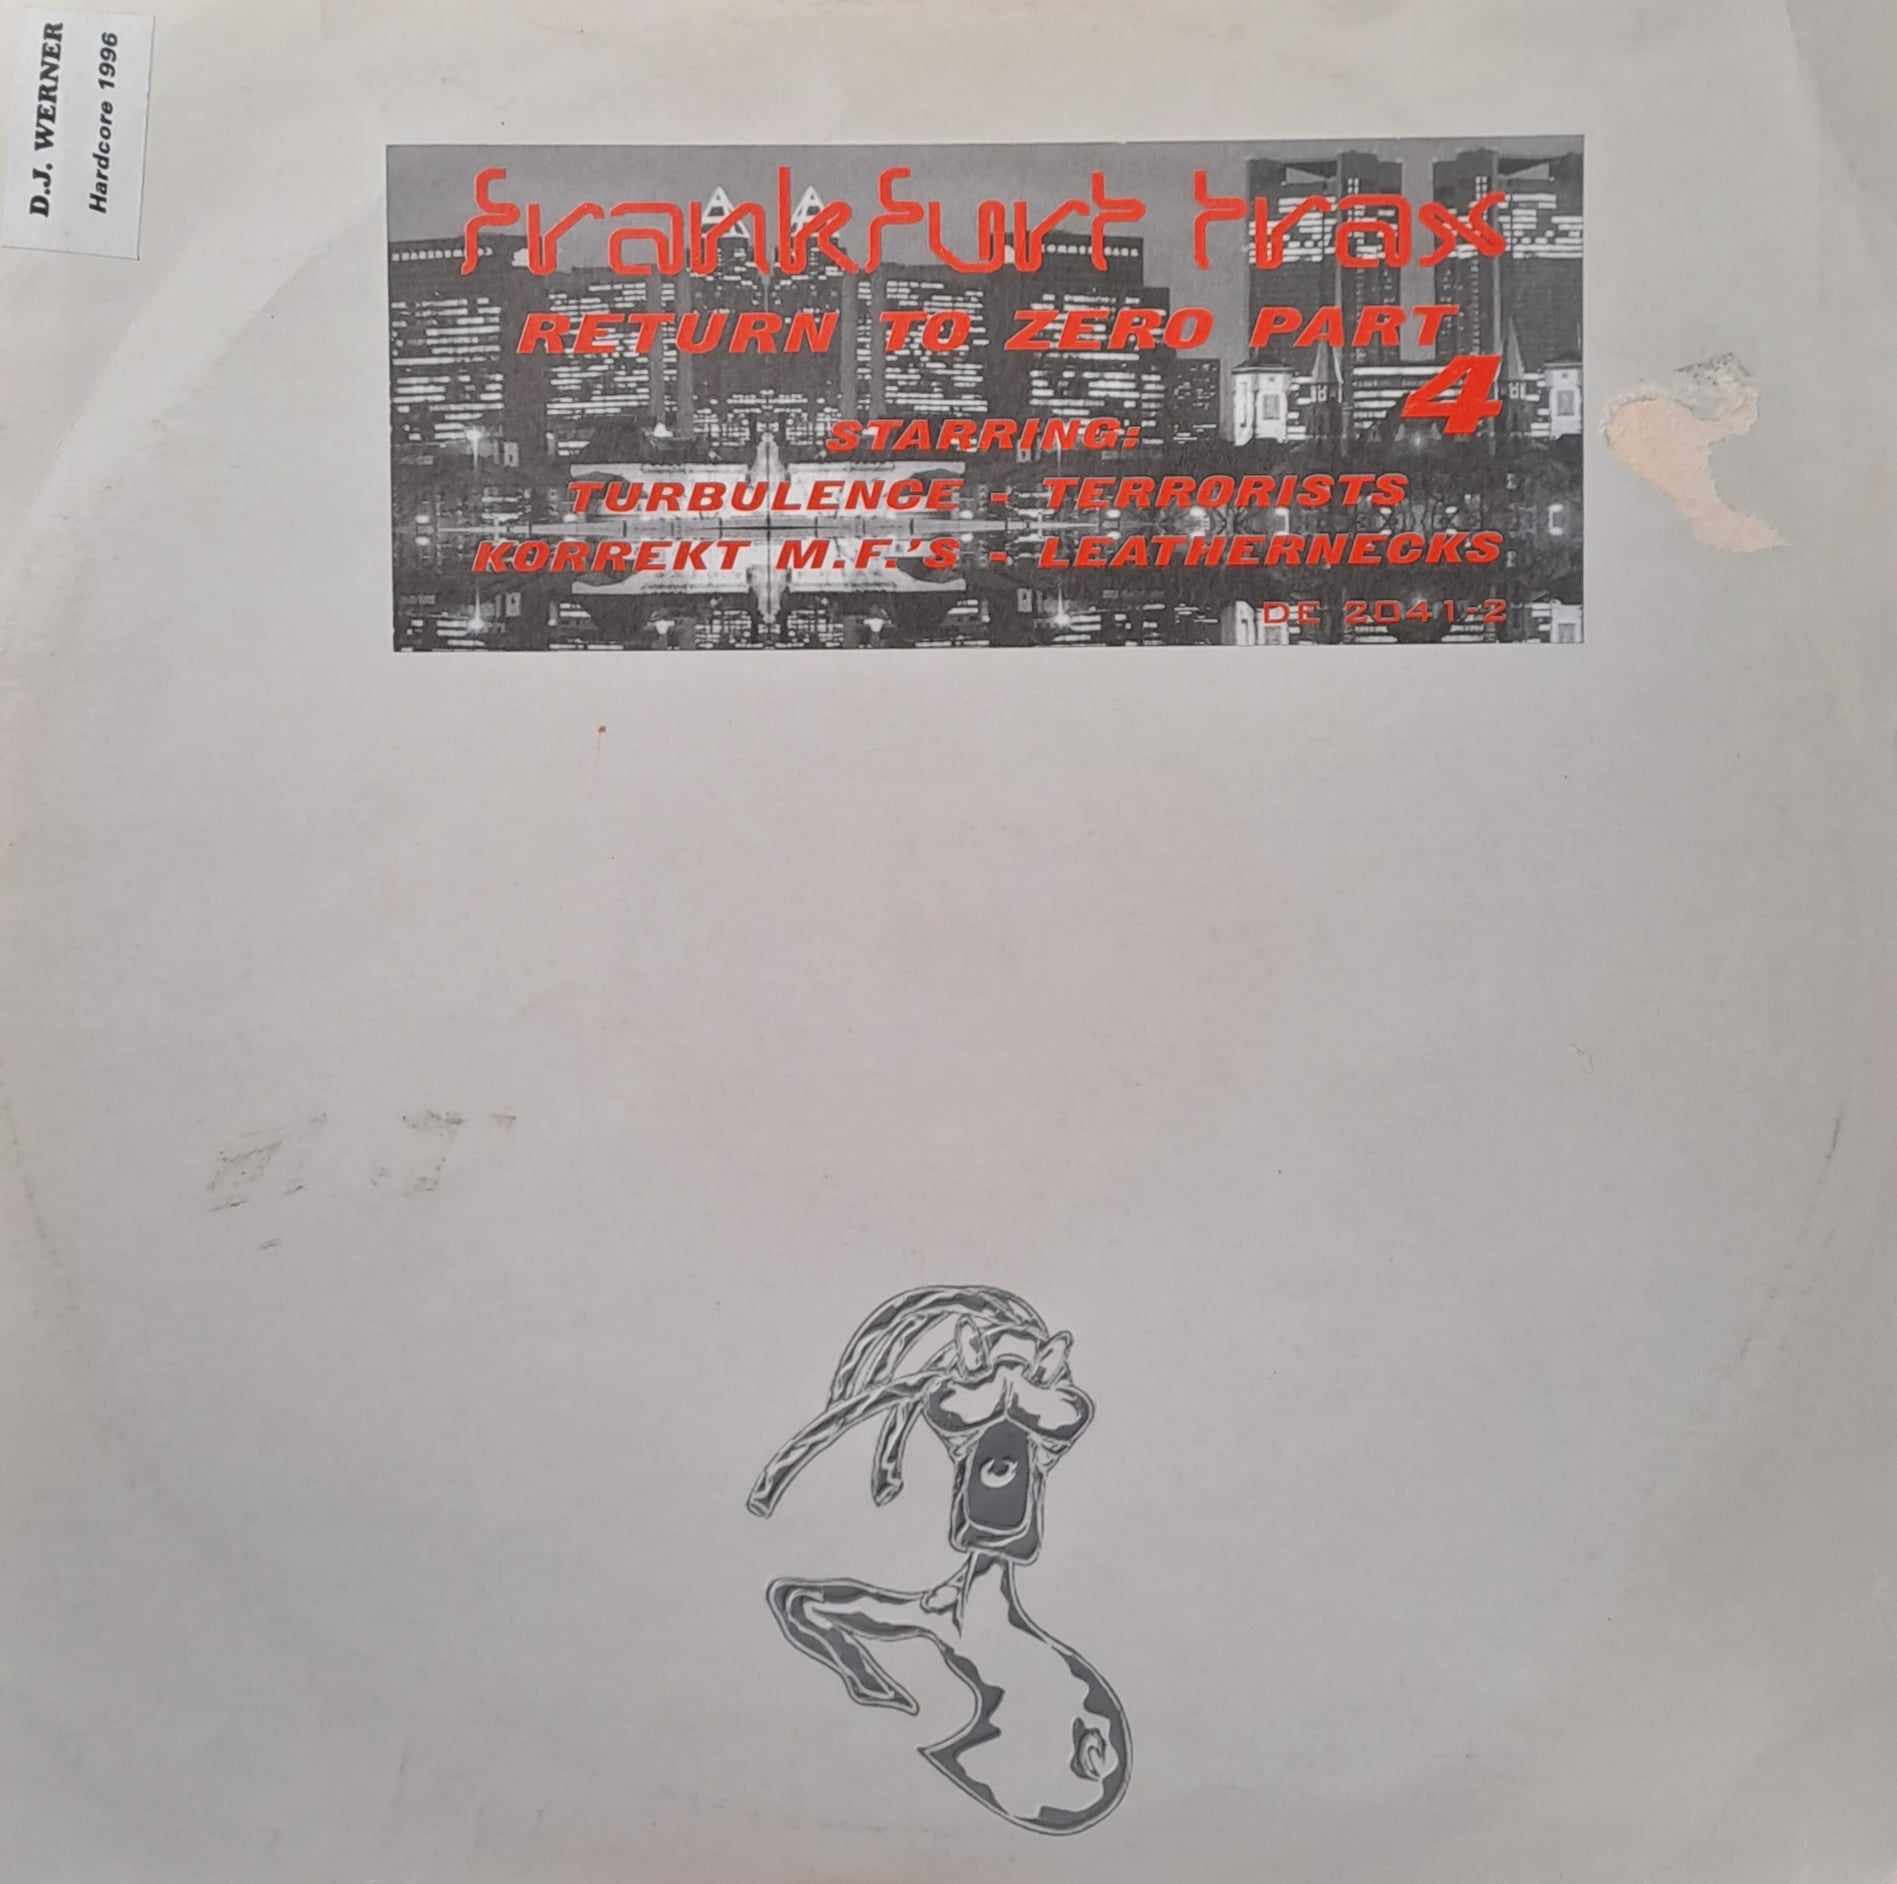 D.J. WERNER
Hardcore 1996
frankfurt trax
RETURN TO ZERO PART
4
STARRING:
TURBULENCE - TERRORISTS
KORREKT M.F.'S - LEATHERNECKS
DE 2041-2